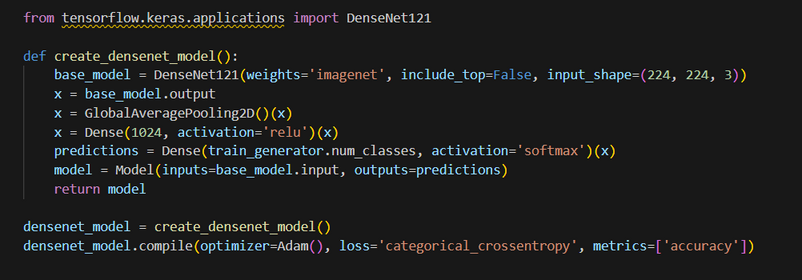 from tensorflow.keras.applications import DenseNet121
def create_densenet_model():
    base_model = DenseNet121(weights='imagenet', include_top=False, input_shape=(224, 224, 3))
    x = base_model.output
    x = GlobalAveragePooling2D()(x)
    x = Dense(1024, activation='relu')(x)
    predictions = Dense(train_generator.num_classes, activation='softmax')(x)
    model = Model(inputs=base_model.input, outputs=predictions)
    return model
densenet_model = create_densenet_model()
densenet_model.compile(optimizer=Adam(), loss='categorical_crossentropy', metrics=['accuracy'])